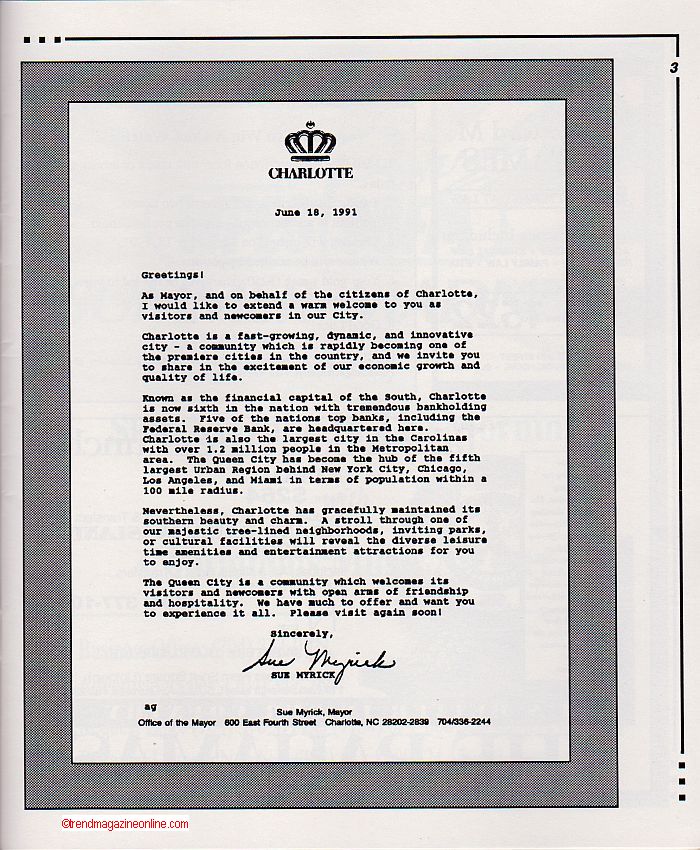 3
CHARLOTTE
June 18, 1991
Greetings!
As Mayor, and on behalf of the citizens of Charlotte,
I would like to extend a warm welcome to you as
visitors and newcomers in our City.
Charlotte is a fast-growing, dynamic, and innovative
city - a community which is rapidly becoming one of
the premiere cities in the country, and we invite you
to share in the excitement of our economic growth and
quality of life.
Known as the financial capital of the South, Charlotte
is now sixth in the nation with tremendous bankholding
assets.  Five of the nations top banks, including the
Federal Reserve Bank, are headquartered here.
Charlotte is also the largest city in the Carolinas
with over 1.2 million people in the Metropolitan
area.  The Queen City has become the hub of the fifth
largest Urban Region behind New York City, Chicago,
Los Angeles, and Miami in terms of population within a
100 mile radius.
Nevertheless, Charlotte has gracefully maintained its
southern beauty and charm.  A stroll through one of
our majestic tree-lined neighborhoods, inviting parks,
or cultural facilities will reveal the diverse leisure
time amenities and entertainment attractions for you
to enjoy.
The Queen City is a community which welcomes its
visitors and newcomers with open arms of friendship
and hospitality.  We have much to offer and want you
to experience it all.  Please visit again soon!
Sincerely,
Sue Myrick
SUE MYRICK
ag
Sue Myrick, Mayor
Office of the Mayor   600 East Fourth Street   Charlotte, NC 28202-2839   704/336-2244
©trendmagazineonline.com